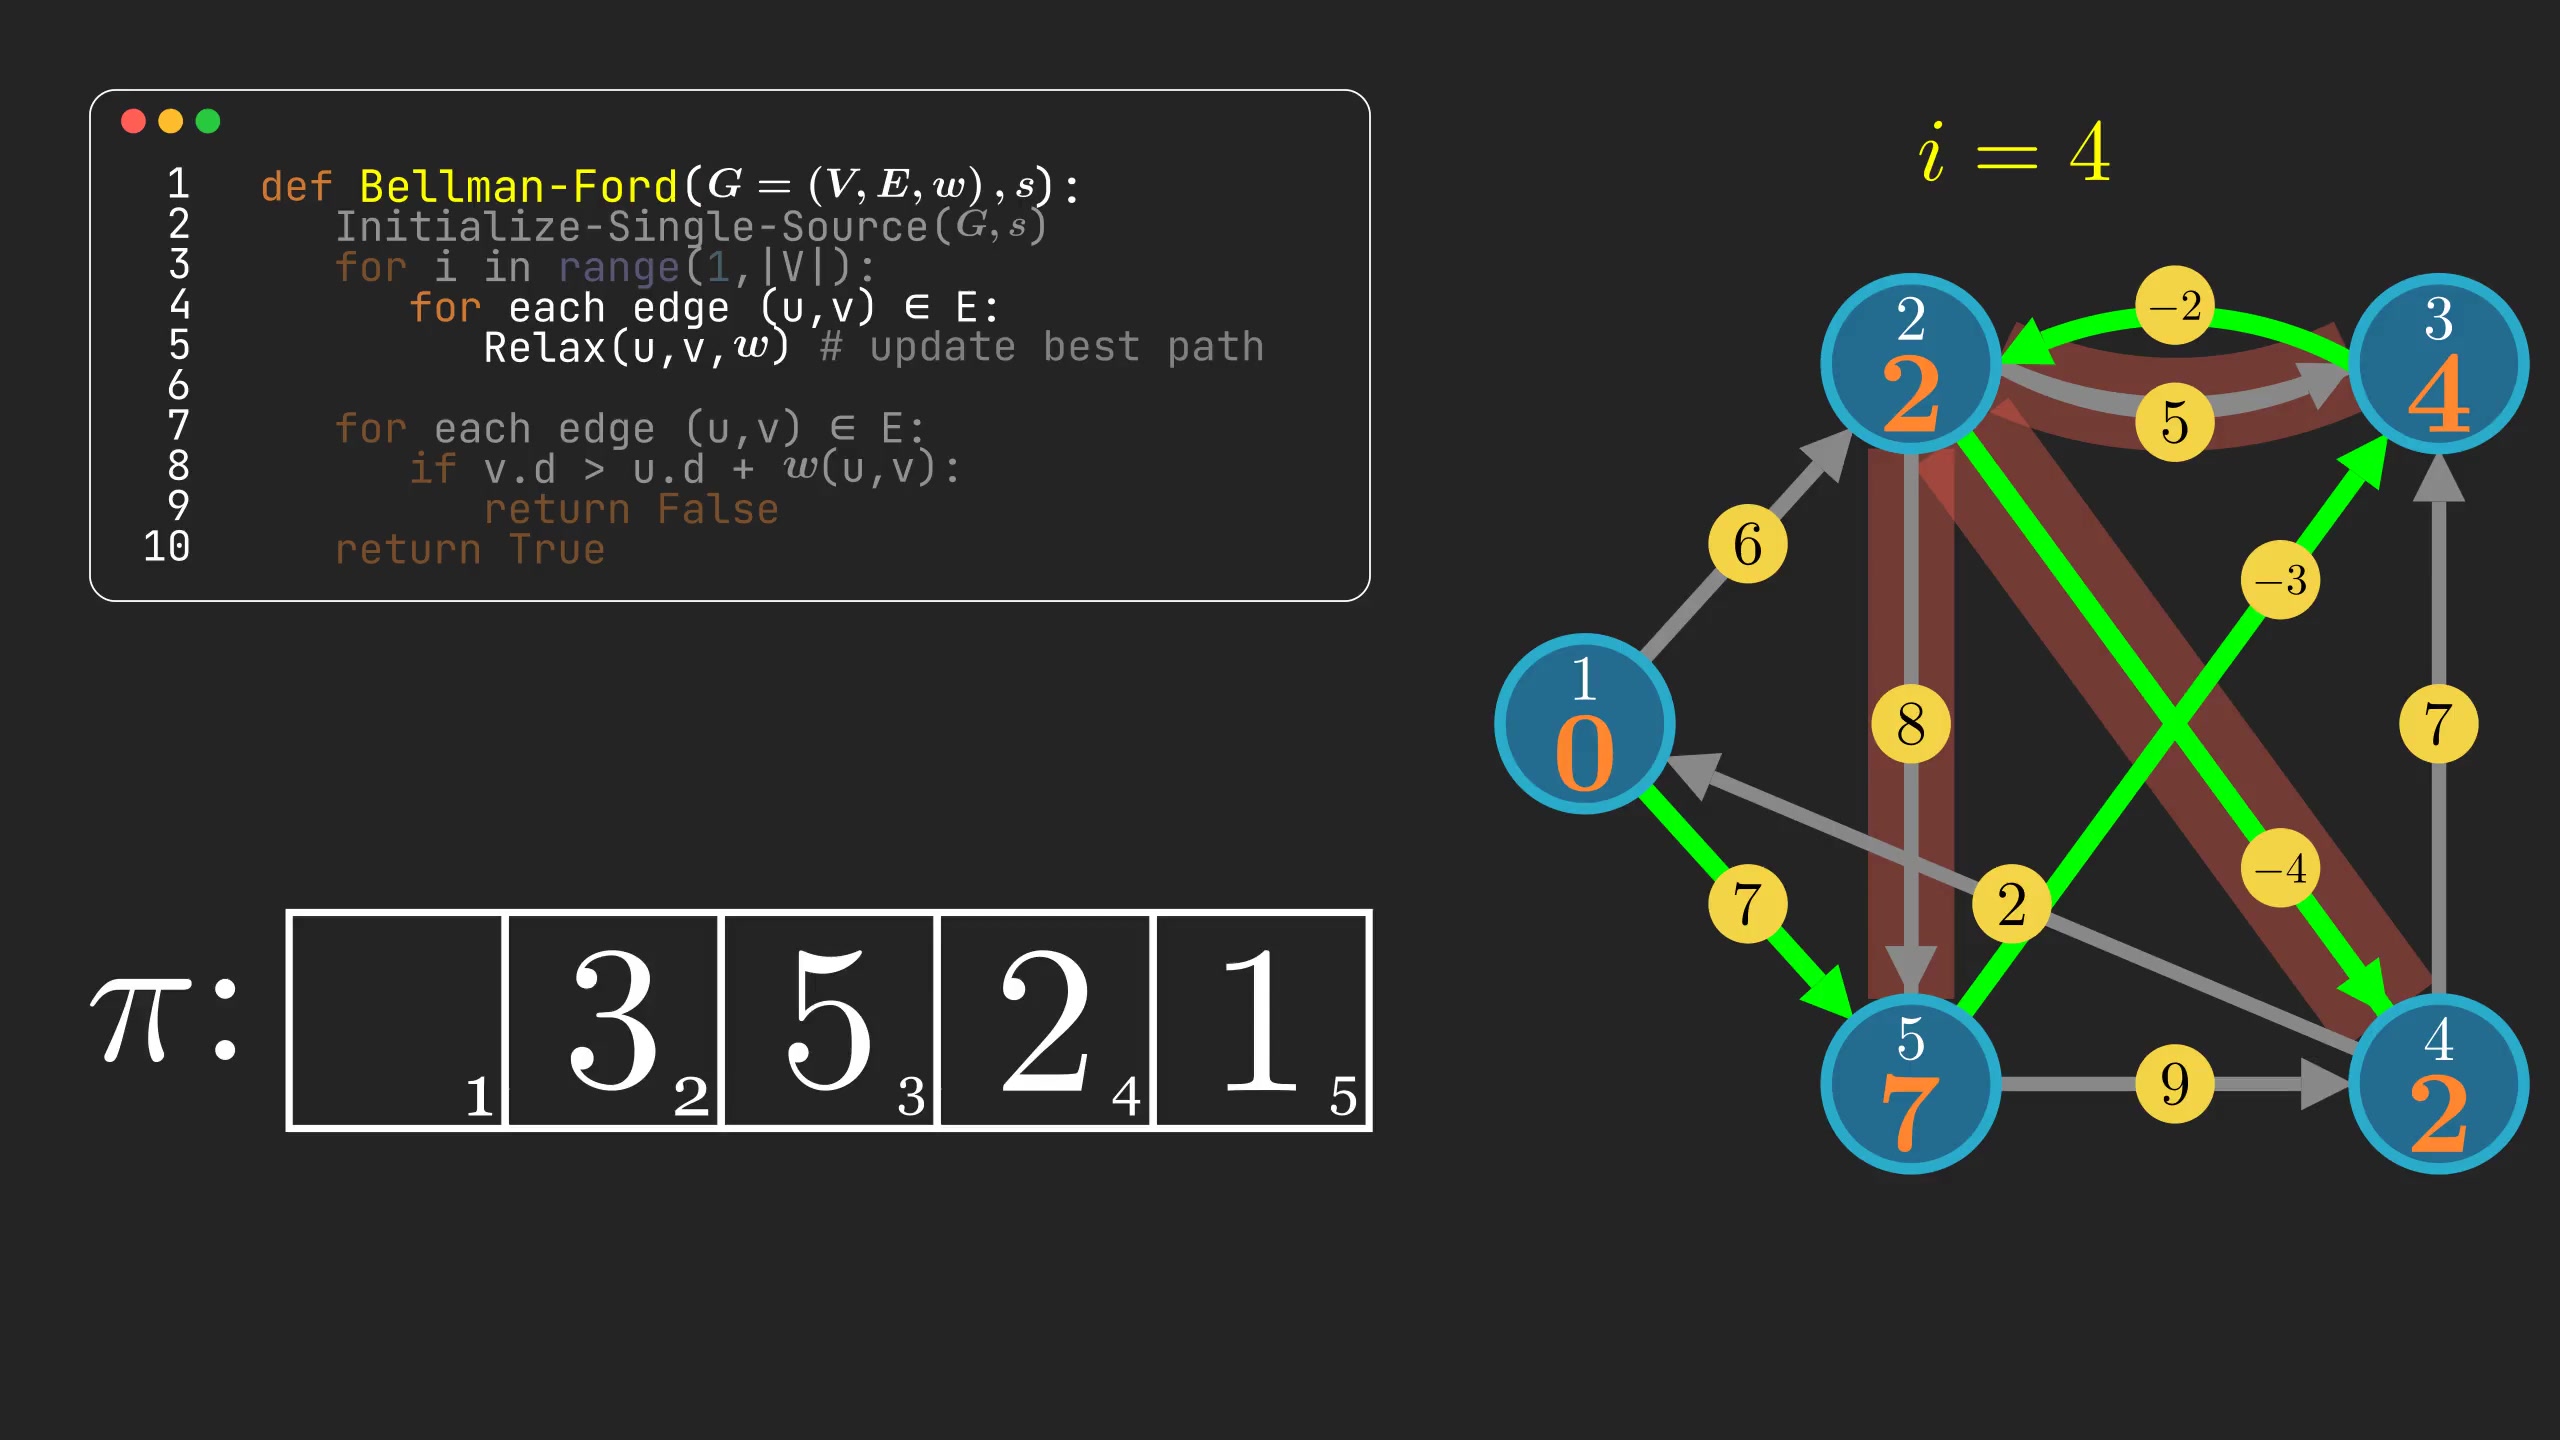 1 def Bellman-Ford(G = (V, E, w), s):
2 Initialize-Single-Source(G, s)
3 for i in range(1,|V|):
4 for each edge (u,v) ∈ E:
5 Relax(u,v,w) # update best path
6
7 for each edge (u,v) ∈ E:
8 if v.d > u.d + w(u,v):
9 return False
10 return True
i = 4
2
2
-2
5
3
4
6
-3
1
0
8
7
7
2
-4
5
7
9
4
2
π:
1
3 2
5 3
2 4
1 5